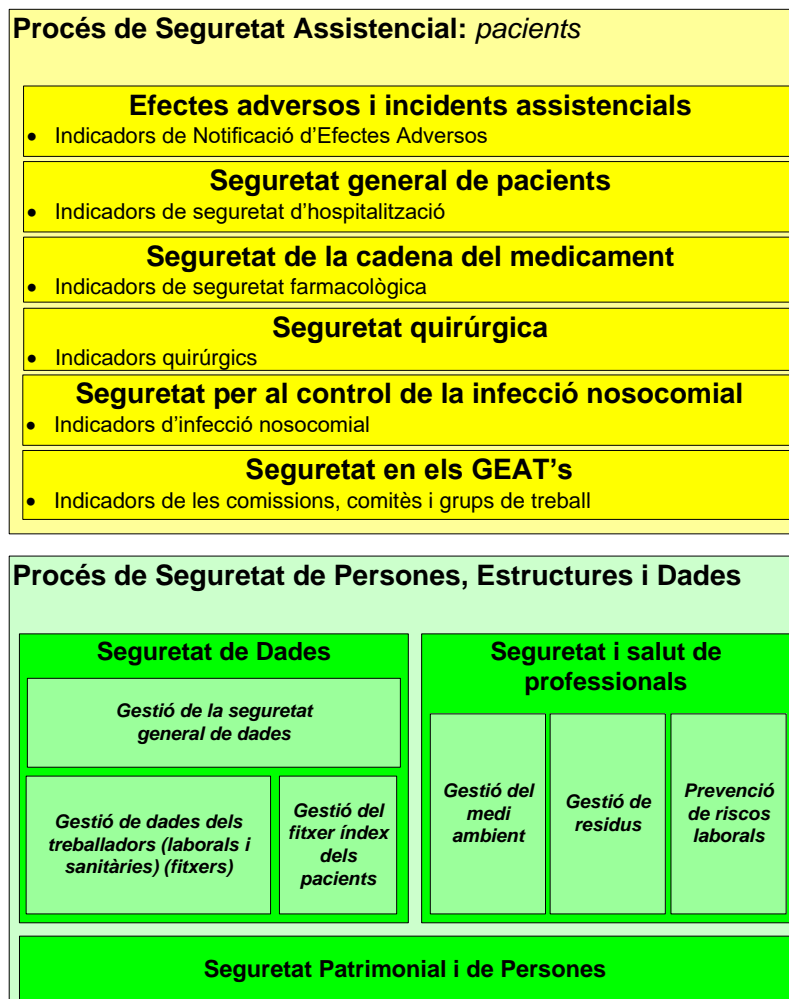 Procés de Seguretat Assistencial: pacients
Efectes adversos i incidents assistencials
• Indicadors de Notificació d’Efectes Adversos
Seguretat general de pacients
• Indicadors de seguretat d’hospitalització
Seguretat de la cadena del medicament
• Indicadors de seguretat farmacològica
Seguretat quirúrgica
• Indicadors quirúrgics
Seguretat per al control de la infecció nosocomial
• Indicadors d’infecció nosocomial
Seguretat en els GEAT’s
• Indicadors de les comissions, comitès i grups de treball
Procés de Seguretat de Persones, Estructures i Dades
Seguretat de Dades
Gestió de la seguretat
general de dades
Gestió de dades dels
treballadors (laborals i
sanitàries) (fitxers)
Gestió del
fitxer índex
dels
pacients
Seguretat i salut de
professionals
Gestió del
medi
ambient
Gestió de
residus
Prevenció
de riscos
laborals
Seguretat Patrimonial i de Persones